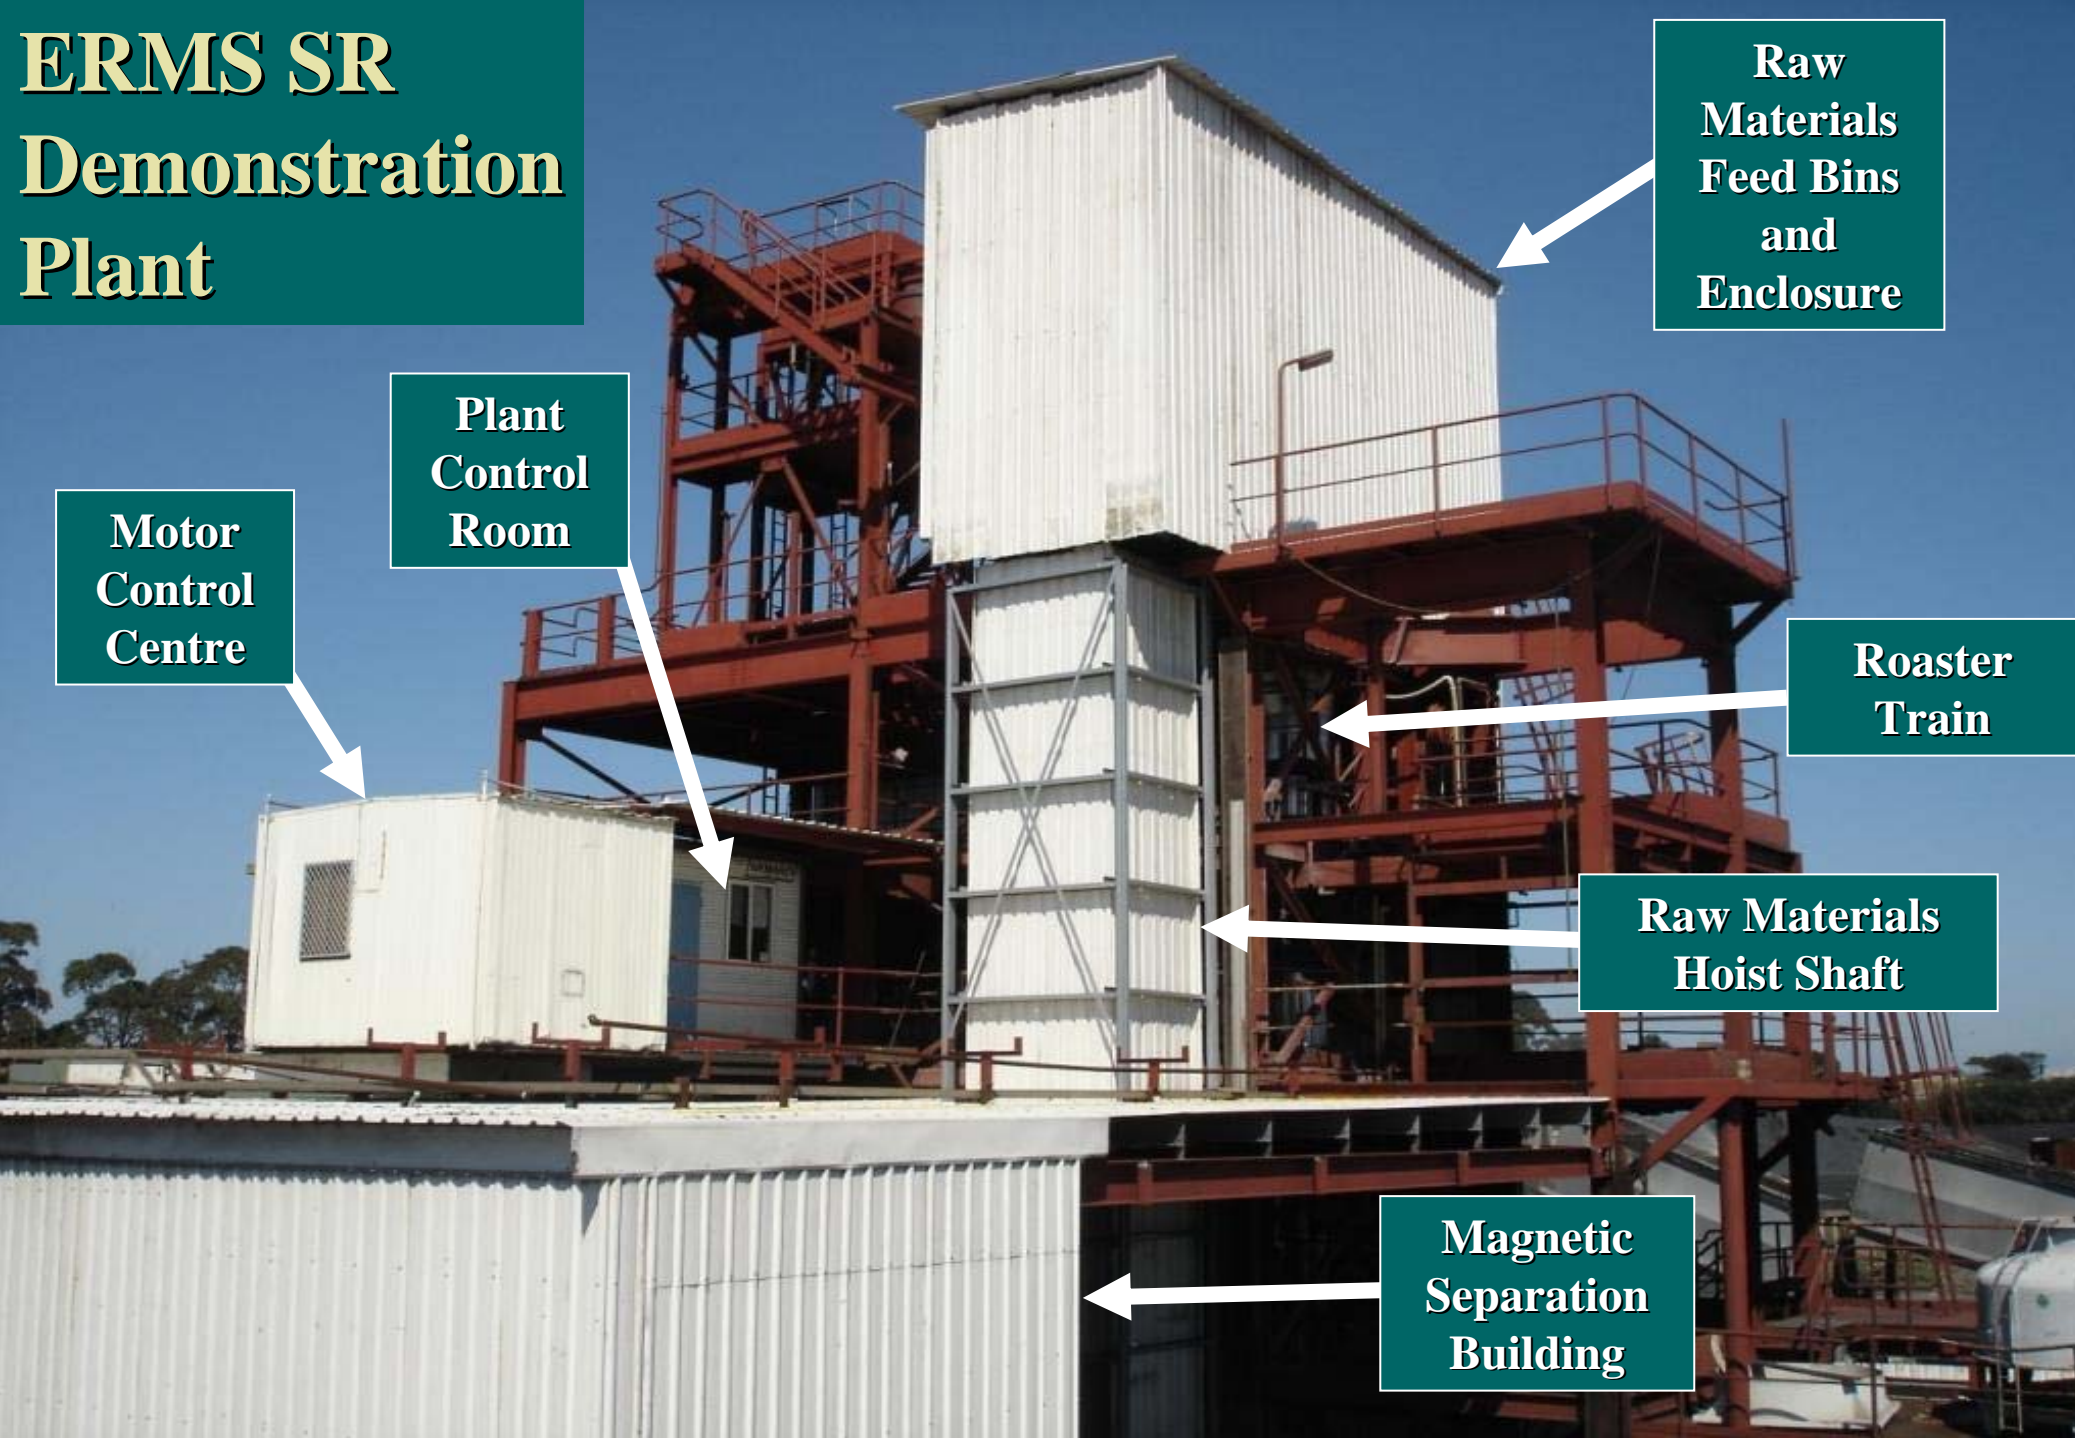 ERMS SR
Demonstration
Plant
Raw
Materials
Feed Bins
and
Enclosure
Plant
Control
Room
Motor
Control
Centre
Roaster
Train
Raw Materials
Hoist Shaft
Magnetic
Separation
Building